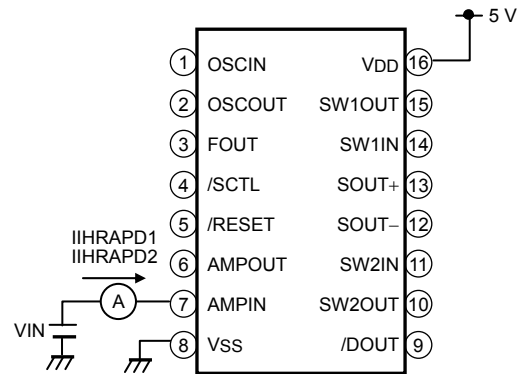 5 V
1 OSCIN VDD 16
2 OSCOUT SW1OUT 15
3 FOUT SW1IN 14
4 /SCTL SOUT+ 13
5 /RESET SOUT− 12
IIHRAPD1
IIHRAPD2
6 AMPOUT SW2IN 11
A
7 AMPIN SW2OUT 10
VIN
8 VSS /DOUT 9